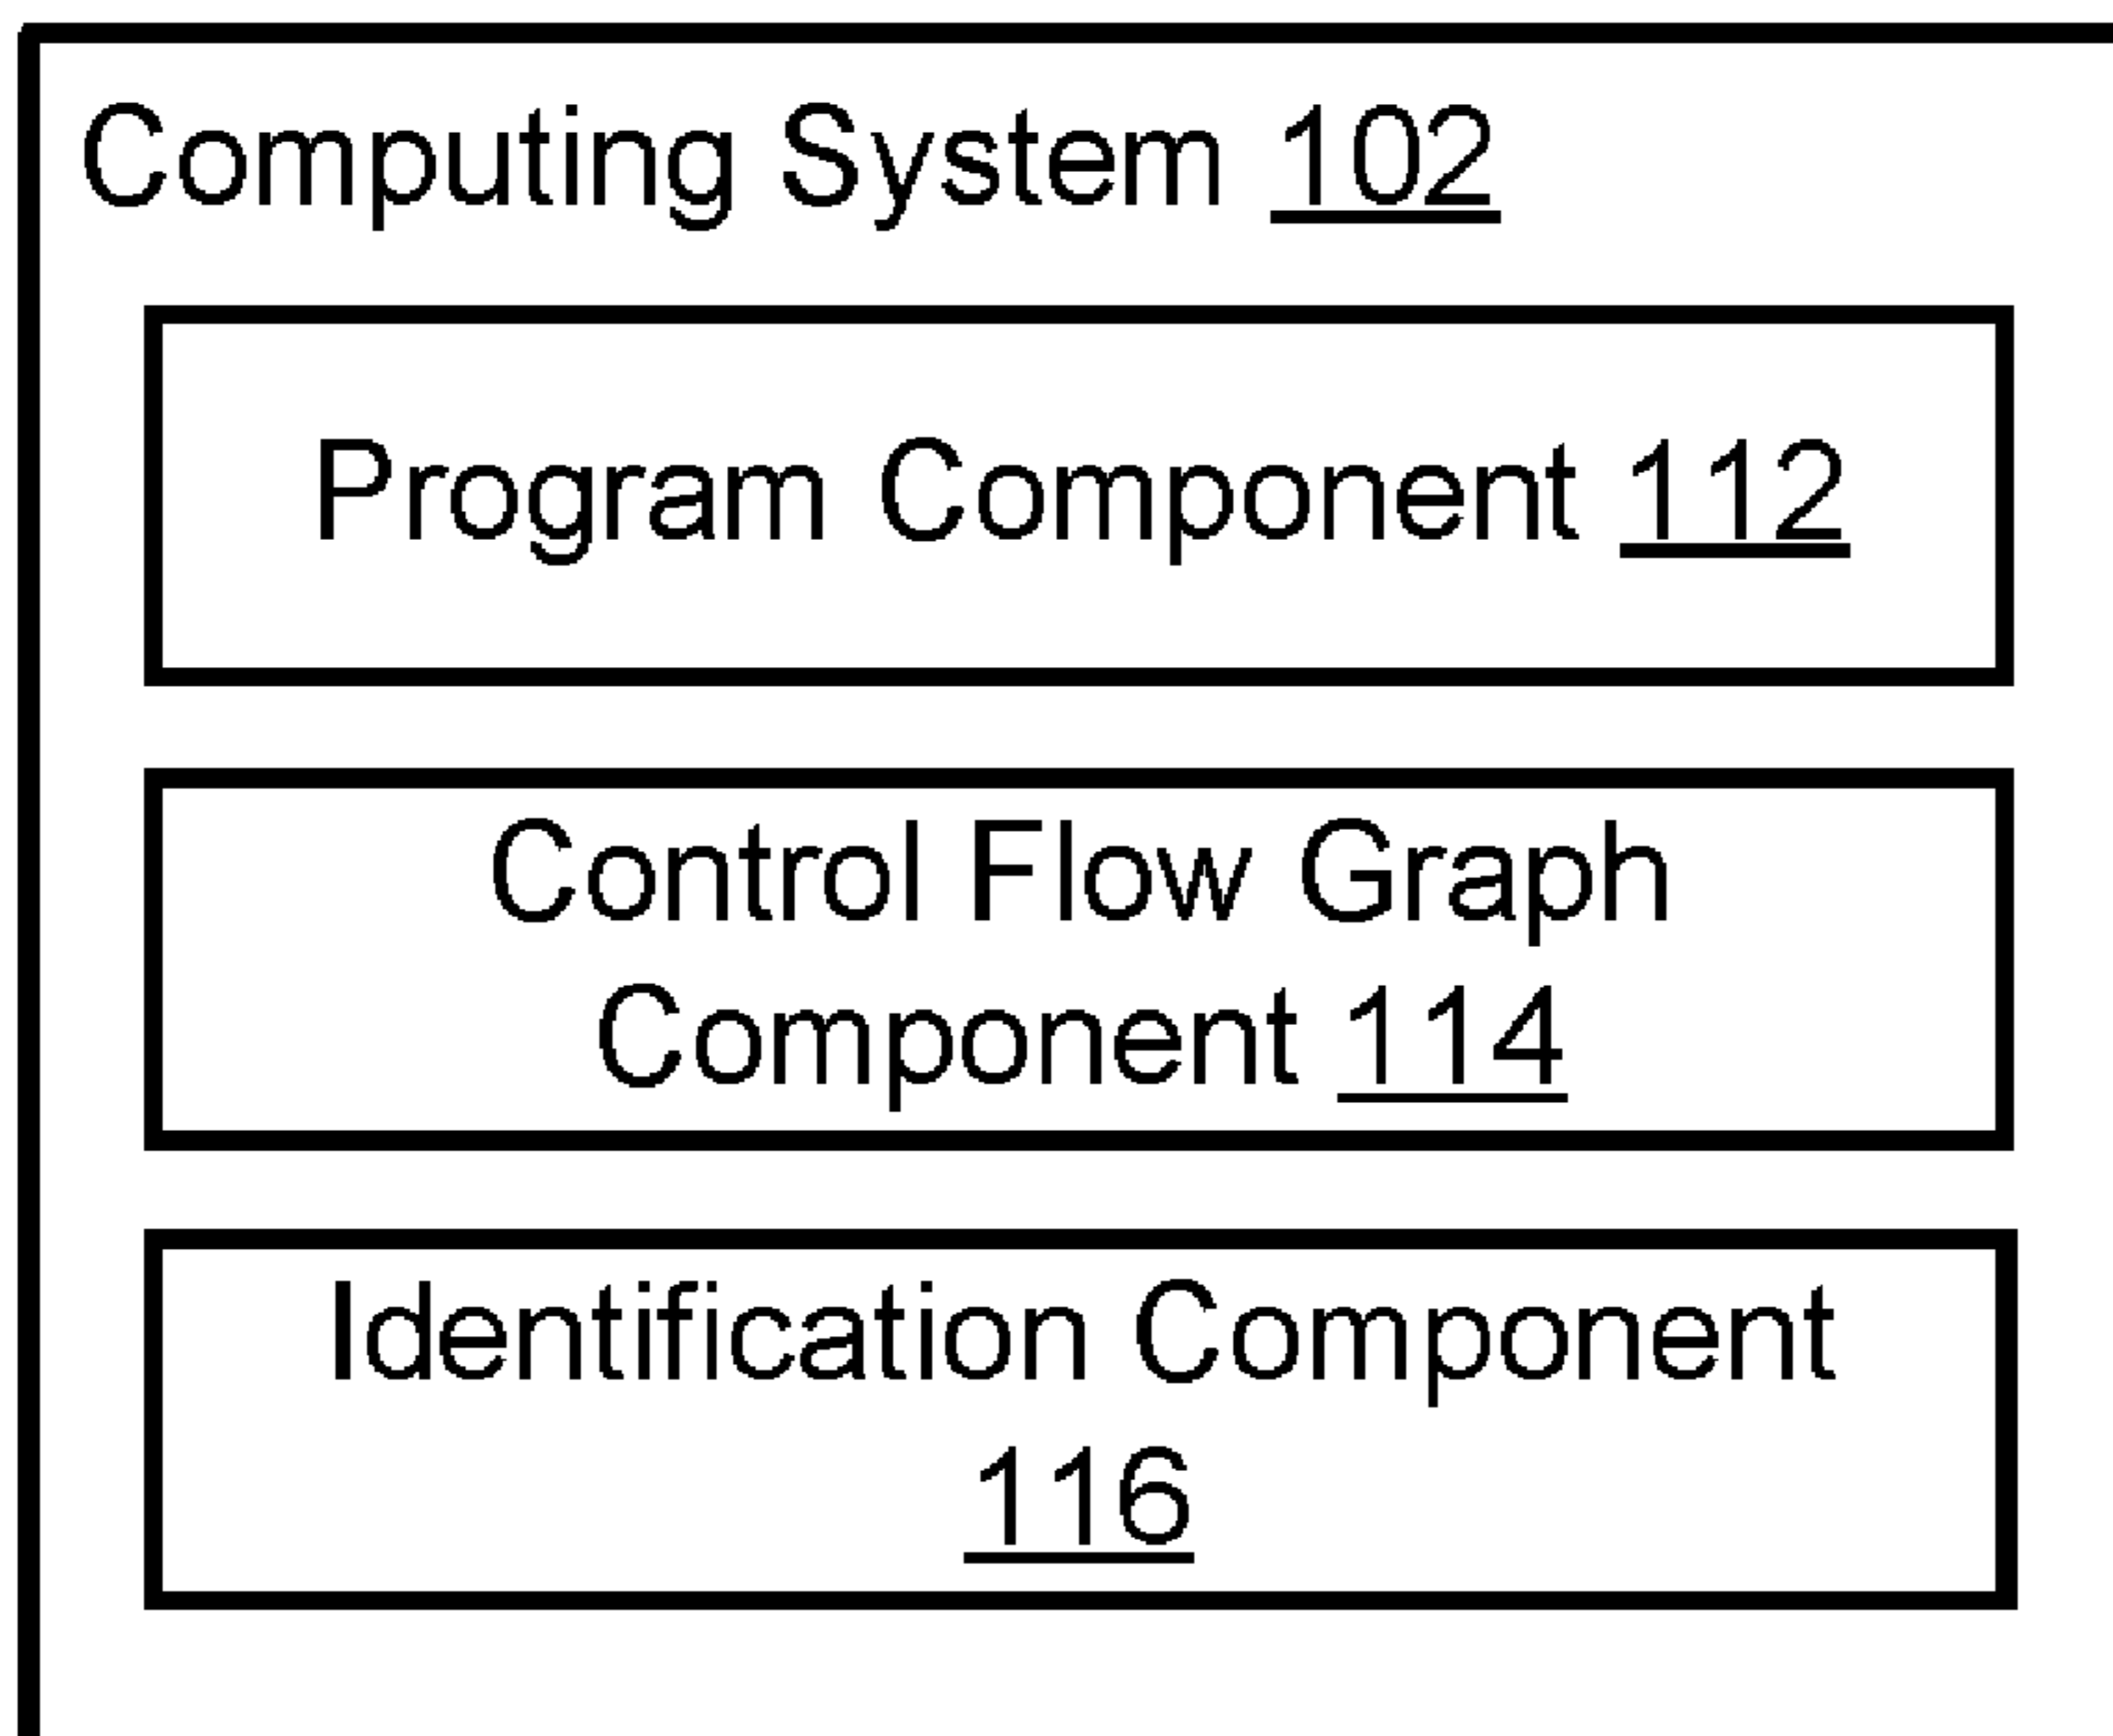 Computing System 102
Program Component 112
Control Flow Graph
Component 114
Identification Component
116